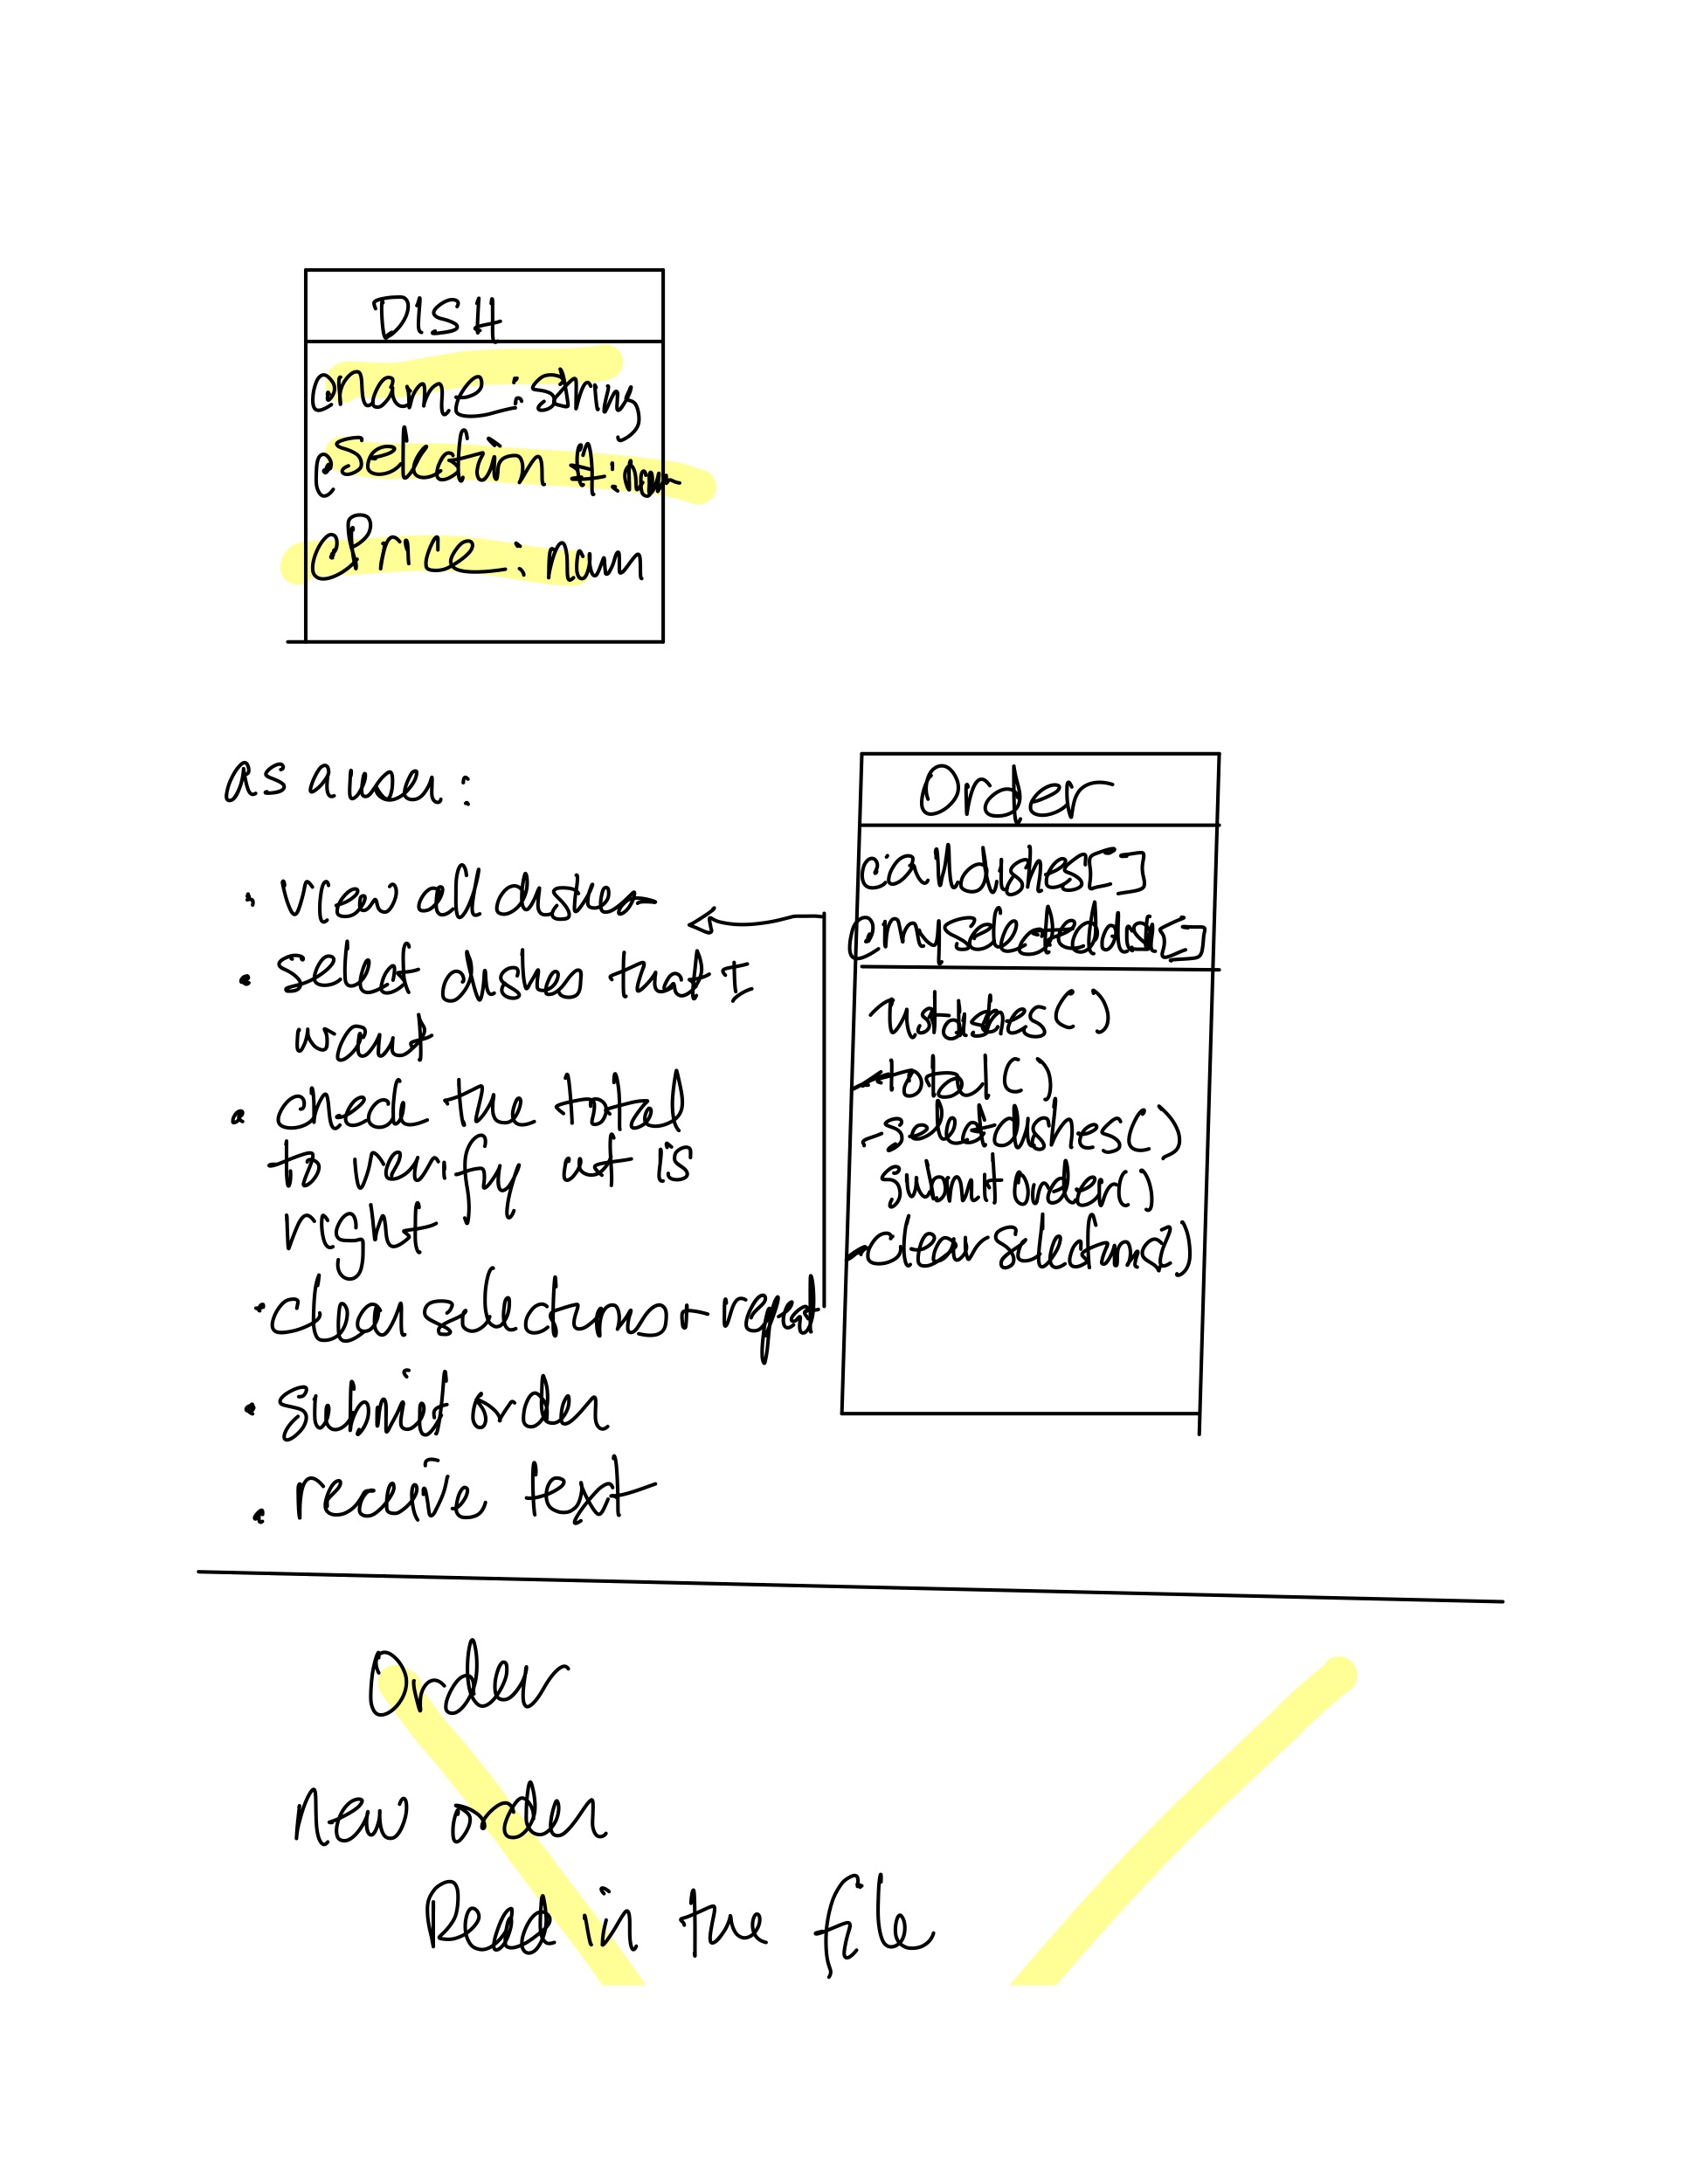 DISH
@name : string
@selection #: num
@Price : num
as a user :
· view all dishes
· select dishes that I
want
· check the total
to verify it is
right
· clear selections + repeat
· submit order
· receive text
Order
@alldishes[]
@myselecteddishes[]
listdishes()
total()
selectdishes()
submitorder()
clearselections()
Order
New order
Read in the file